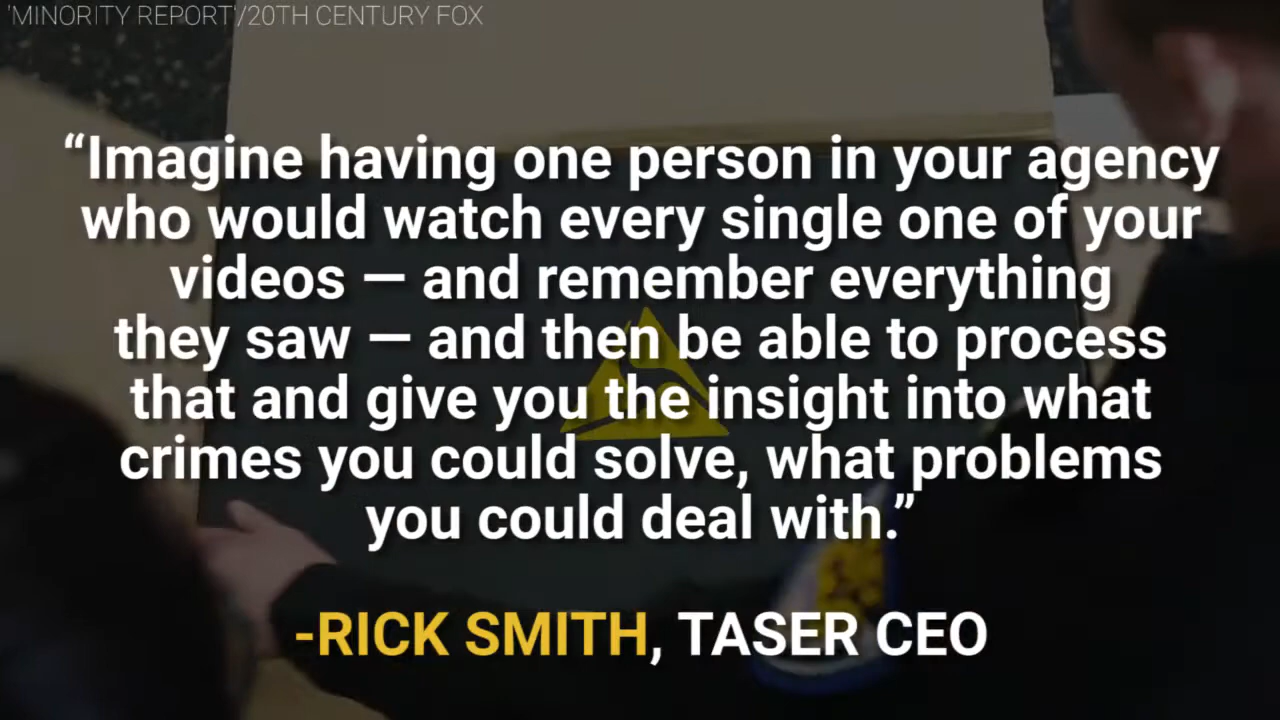 'MINORITY REPORT'/20TH CENTURY FOX
“Imagine having one person in your agency
who would watch every single one of your
videos — and remember everything
they saw — and then be able to process
that and give you the insight into what
crimes you could solve, what problems
you could deal with.”
-RICK SMITH, TASER CEO